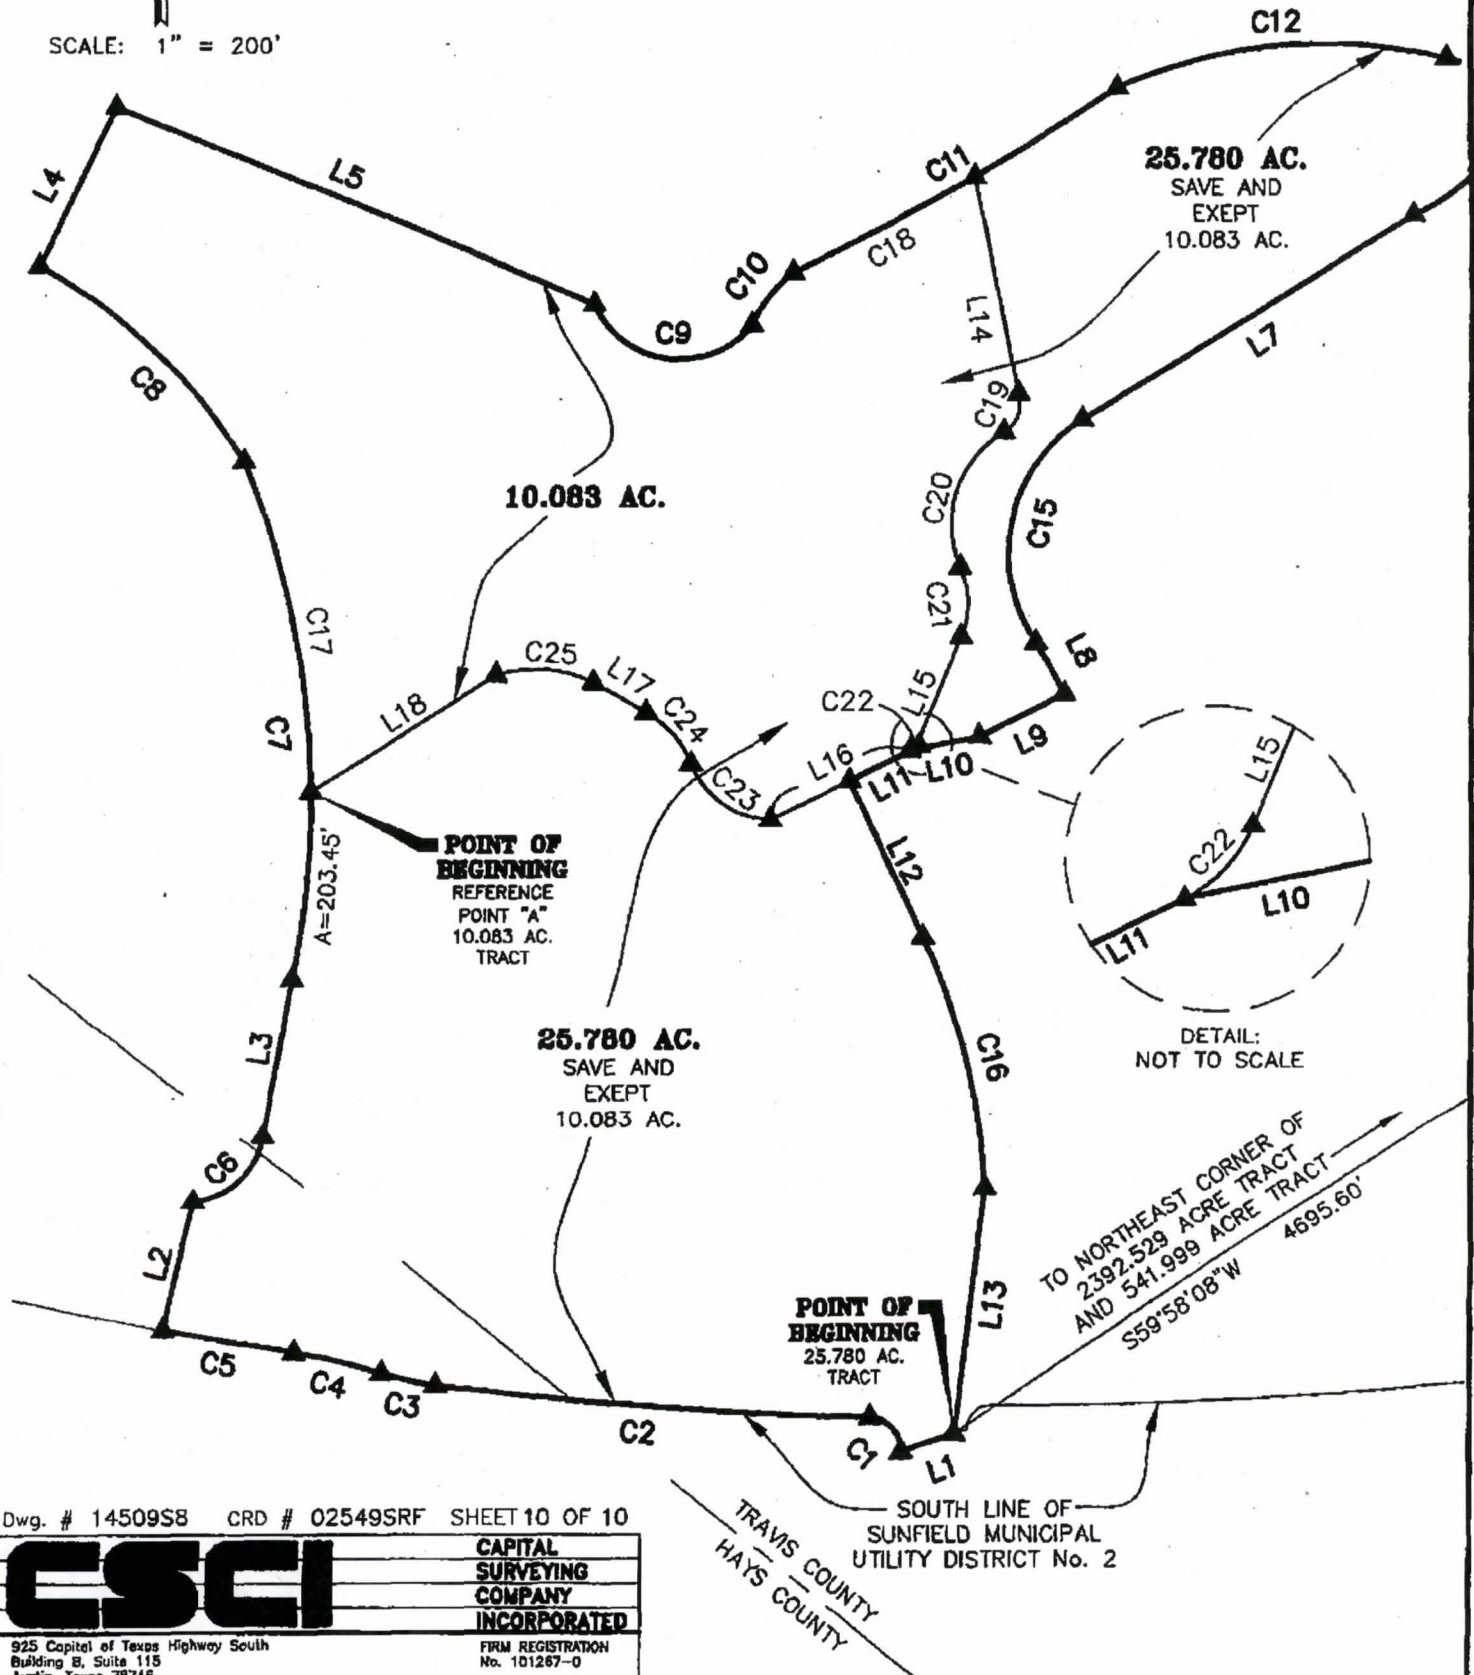 SCALE: 1" = 200'
C12
25.780 AC.
SAVE AND
EXEPT
10.083 AC.
L4
L5
C11
C18
C10
C9
C8
L14
L7
C19
C20
C15
10.083 AC.
C21
L8
C17
C7
C25
L17
L18
C24
C23
C22
L15
L16
L11
L10
L9
L12
POINT OF
BEGINNING
REFERENCE
POINT "A"
10.083 AC.
TRACT
A=203.45'
L15
C22
L10
L11
DETAIL:
NOT TO SCALE
L3
25.780 AC.
SAVE AND
EXEPT
10.083 AC.
C16
C6
L2
TO NORTHEAST CORNER OF
2392.529 ACRE TRACT
AND 541.999 ACRE TRACT
S59°58'08"W 4695.60'
L13
POINT OF
BEGINNING
25.780 AC.
TRACT
C5
C4
C3
C2
C1
L1
SOUTH LINE OF
SUNFIELD MUNICIPAL
UTILITY DISTRICT No. 2
TRAVIS COUNTY
HAYS COUNTY
Dwg. # 14509S8 CRD # 02549SRF SHEET 10 OF 10
CSCI
CAPITAL
SURVEYING
COMPANY
INCORPORATED
925 Capital of Texas Highway South
Building B, Suite 115
Austin, Texas 78746
FIRM REGISTRATION
No. 101267-0